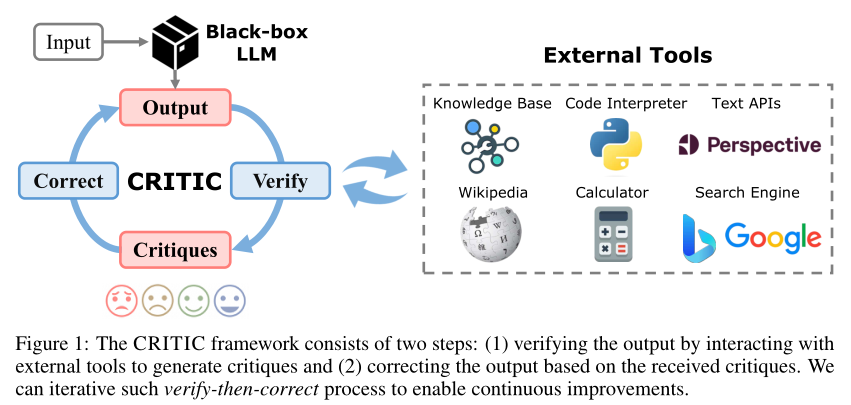 Input
Black-box
LLM
Output
Correct
CRITIC
Verify
Critiques
External Tools
Knowledge Base
Code Interpreter
Text APIs
Perspective
Wikipedia
Calculator
Search Engine
Google
Figure 1: The CRITIC framework consists of two steps: (1) verifying the output by interacting with
external tools to generate critiques and (2) correcting the output based on the received critiques. We
can iterative such verify-then-correct process to enable continuous improvements.